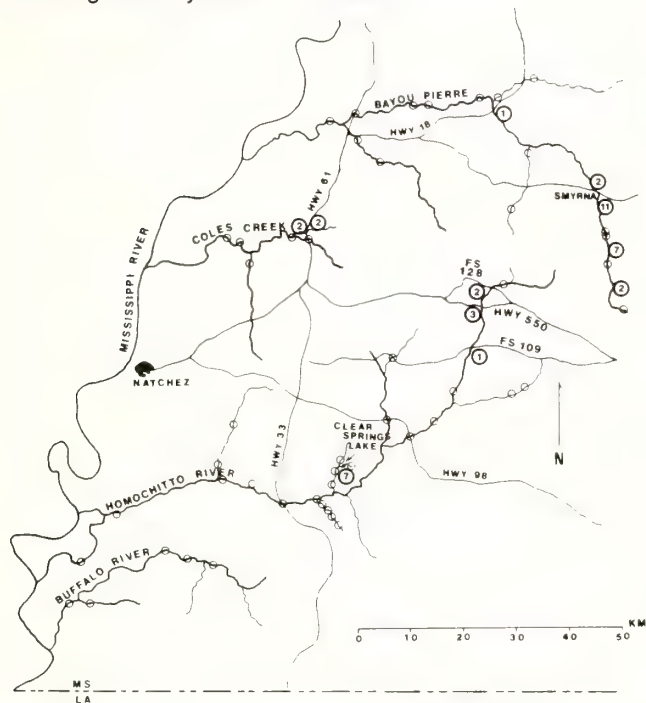 BAYOU PIERRE
1
HWY 18
2
SMYRNA
11
HWY 61
2
2
COLES CREEK
7
FS
128
2
2
MISSISSIPPI RIVER
3
HWY 550
FS 109
1
NATCHEZ
CLEAR
SPRINGS
LAKE
N
HWY 33
7
HWY 98
HOMOCHITTO RIVER
BUFFALO RIVER
KM
0 10 20 30 40 50
MS
LA